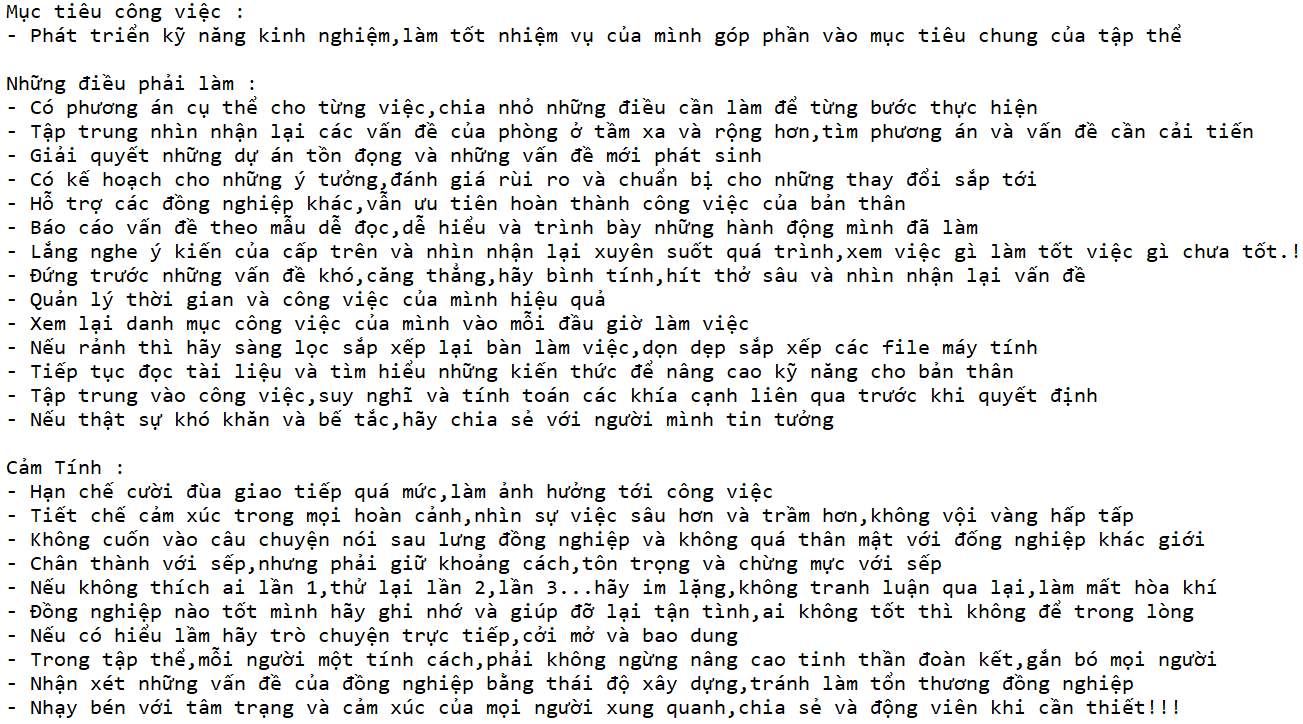 Mục tiêu công việc :
- Phát triển kỹ năng kinh nghiệm,làm tốt nhiệm vụ của mình góp phần vào mục tiêu chung của tập thể
Những điều phải làm :
- Có phương án cụ thể cho từng việc,chia nhỏ những điều cần làm để từng bước thực hiện
- Tập trung nhìn nhận lại các vấn đề của phòng ở tầm xa và rộng hơn,tìm phương án và vấn đề cần cải tiến
- Giải quyết những dự án tồn đọng và những vấn đề mới phát sinh
- Có kế hoạch cho những ý tưởng,đánh giá rùi ro và chuẩn bị cho những thay đổi sắp tới
- Hỗ trợ các đồng nghiệp khác,vẫn ưu tiên hoàn thành công việc của bản thân
- Báo cáo vấn đề theo mẫu dễ đọc,dễ hiểu và trình bày những hành động mình đã làm
- Lắng nghe ý kiến của cấp trên và nhìn nhận lại xuyên suốt quá trình,xem việc gì làm tốt việc gì chưa tốt.!
- Đứng trước những vấn đề khó,căng thẳng,hãy bình tính,hít thở sâu và nhìn nhận lại vấn đề
- Quản lý thời gian và công việc của mình hiệu quả
- Xem lại danh mục công việc của mình vào mỗi đầu giờ làm việc
- Nếu rảnh thì hãy sàng lọc sắp xếp lại bàn làm việc,dọn dẹp sắp xếp các file máy tính
- Tiếp tục đọc tài liệu và tìm hiểu những kiến thức để nâng cao kỹ năng cho bản thân
- Tập trung vào công việc,suy nghĩ và tính toán các khía cạnh liên qua trước khi quyết định
- Nếu thật sự khó khăn và bế tắc,hãy chia sẻ với người mình tin tưởng
Cảm Tính :
- Hạn chế cười đùa giao tiếp quá mức,làm ảnh hưởng tới công việc
- Tiết chế cảm xúc trong mọi hoàn cảnh,nhìn sự việc sâu hơn và trầm hơn,không vội vàng hấp tấp
- Không cuốn vào câu chuyện nói sau lưng đồng nghiệp và không quá thân mật với đống nghiệp khác giới
- Chân thành với sếp,nhưng phải giữ khoảng cách,tôn trọng và chừng mực với sếp
- Nếu không thích ai lần 1,thử lại lần 2,lần 3...hãy im lặng,không tranh luận qua lại,làm mất hòa khí
- Đồng nghiệp nào tốt mình hãy ghi nhớ và giúp đỡ lại tận tình,ai không tốt thì không để trong lòng
- Nếu có hiểu lầm hãy trò chuyện trực tiếp,cởi mở và bao dung
- Trong tập thể,mỗi người một tính cách,phải không ngừng nâng cao tinh thần đoàn kết,gắn bó mọi người
- Nhận xét những vấn đề của đồng nghiệp bằng thái độ xây dựng,tránh làm tổn thương đồng nghiệp
- Nhạy bén với tâm trạng và cảm xúc của mọi người xung quanh,chia sẻ và động viên khi cần thiết!!!